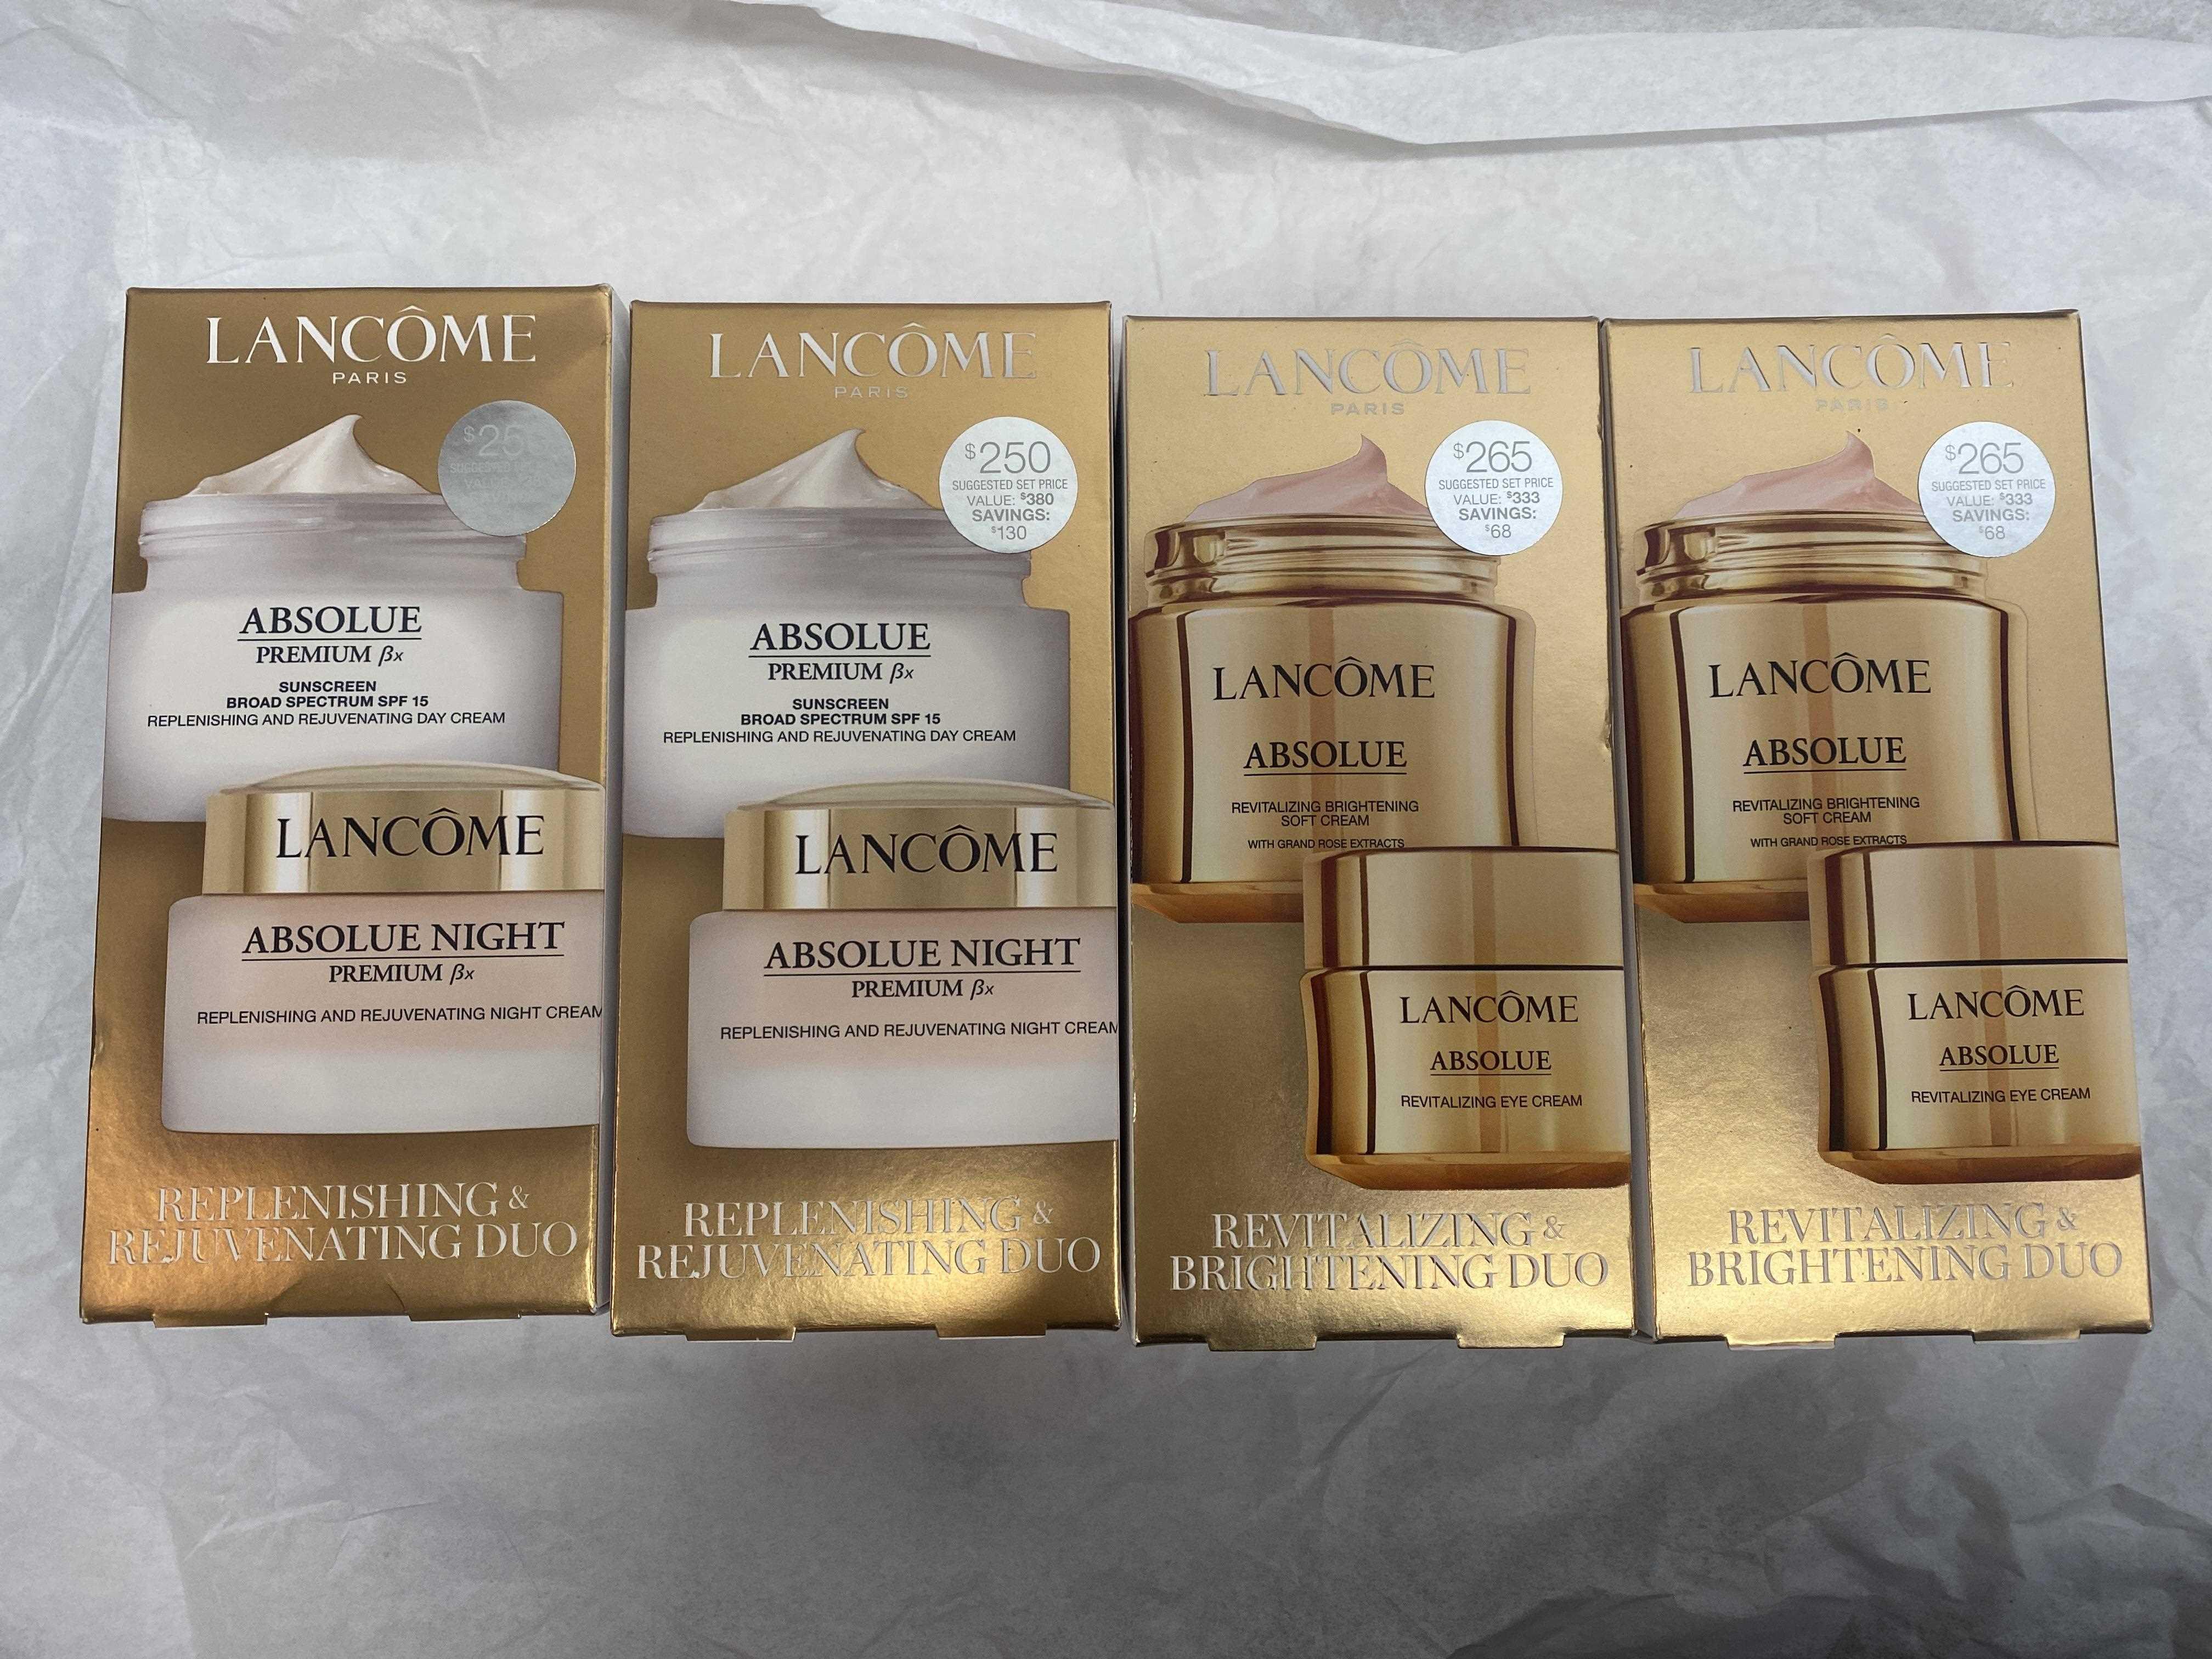 LANCÔME
PARIS
$25
SUGGESTED
ABSOLUE
PREMIUM βx
SUNSCREEN
BROAD SPECTRUM SPF 15
REPLENISHING AND REJUVENATING DAY CREAM
LANCÔME
ABSOLUE NIGHT
PREMIUM βx
REPLENISHING AND REJUVENATING NIGHT CREAM
REPLENISHING &
REJUVENATING DUO
LANCÔME
PARIS
$250
SUGGESTED SET PRICE
VALUE: $380
SAVINGS:
$130
ABSOLUE
PREMIUM βx
SUNSCREEN
BROAD SPECTRUM SPF 15
REPLENISHING AND REJUVENATING DAY CREAM
LANCÔME
ABSOLUE NIGHT
PREMIUM βx
REPLENISHING AND REJUVENATING NIGHT CREAM
REPLENISHING &
REJUVENATING DUO
LANCÔME
PARIS
$265
SUGGESTED SET PRICE
VALUE: $333
SAVINGS:
$68
LANCÔME
ABSOLUE
REVITALIZING BRIGHTENING
SOFT CREAM
WITH GRAND ROSE EXTRACTS
LANCÔME
ABSOLUE
REVITALIZING EYE CREAM
REVITALIZING &
BRIGHTENING DUO
LANCÔME
PARIS
$265
SUGGESTED SET PRICE
VALUE: $333
SAVINGS:
$68
LANCÔME
ABSOLUE
REVITALIZING BRIGHTENING
SOFT CREAM
WITH GRAND ROSE EXTRACTS
LANCÔME
ABSOLUE
REVITALIZING EYE CREAM
REVITALIZING &
BRIGHTENING DUO